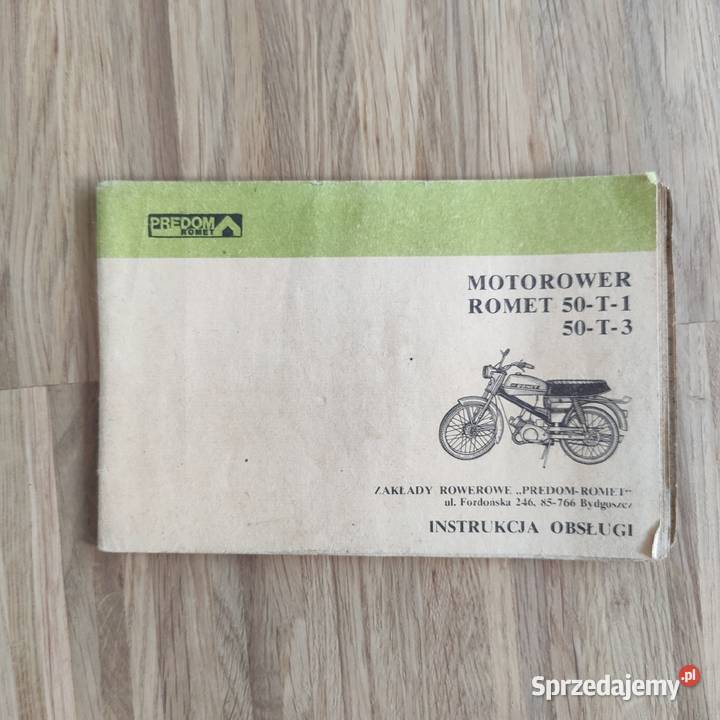 PREDOM
ROMET
MOTOROWER
ROMET 50-T-1
50-T-3
ROMET
ZAKŁADY ROWEROWE „PREDOM-ROMET"
ul. Fordońska 246, 85-766 Bydgoszcz
INSTRUKCJA OBSŁUGI
Sprzedajemy.pl